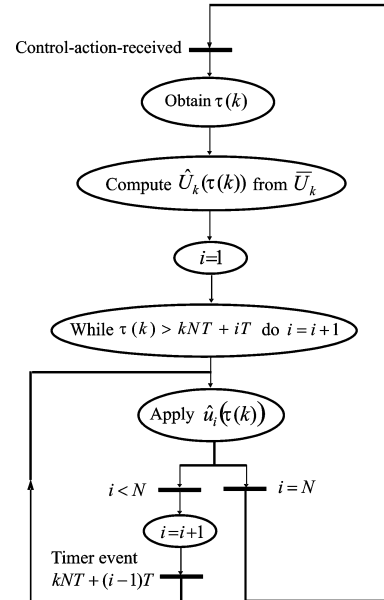 Control-action-received
Obtain τ(k)
Compute Û_k(τ(k)) from U̅_k
i=1
While τ(k) > kNT + iT do i = i+1
Apply û_i(τ(k))
i < N
i = N
i=i+1
Timer event
kNT + (i−1)T